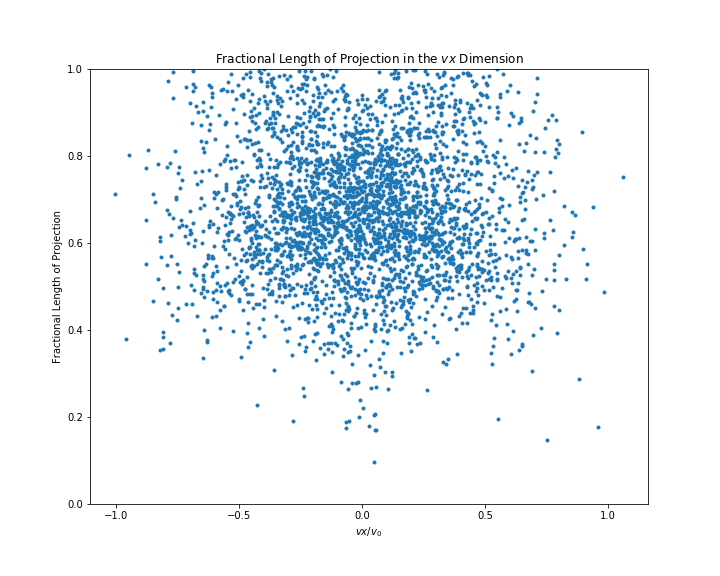 Fractional Length of Projection in the vx Dimension
Fractional Length of Projection
1.0
0.8
0.6
0.4
0.2
0.0
−1.0 −0.5 0.0 0.5 1.0
vx/v₀